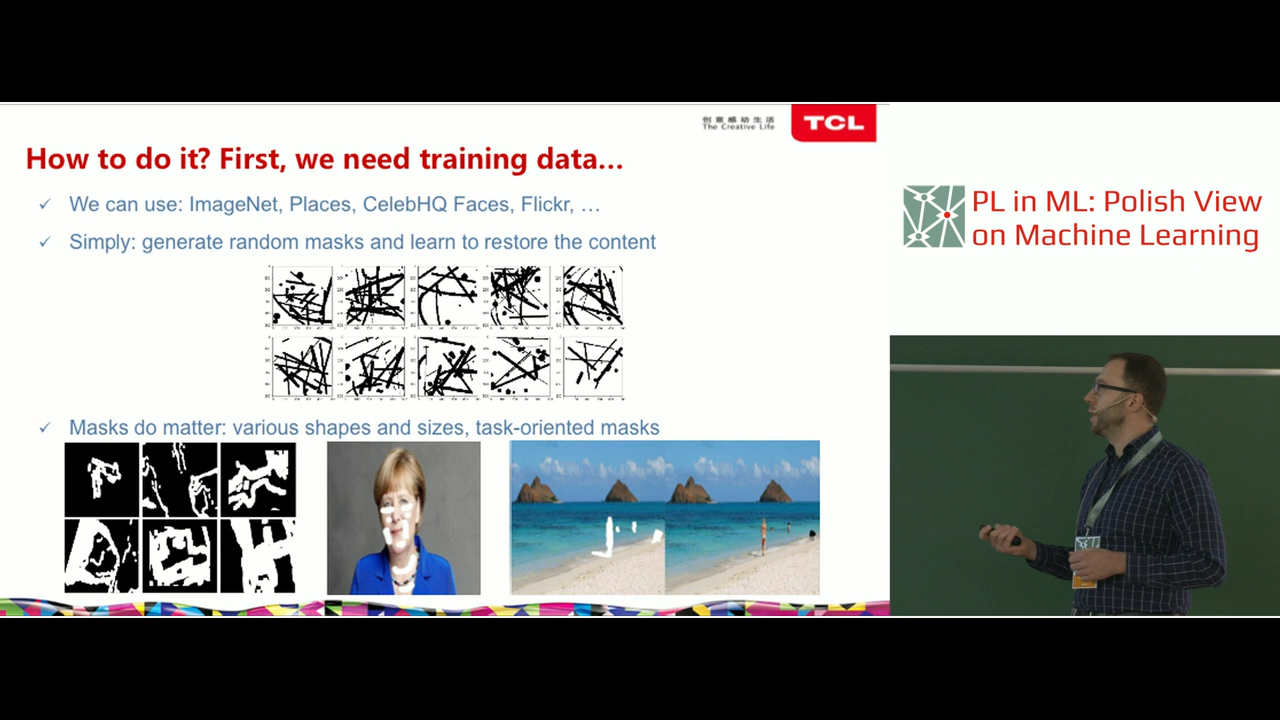 创意感动生活
The Creative Life
TCL
How to do it? First, we need training data...
✓ We can use: ImageNet, Places, CelebHQ Faces, Flickr, …
✓ Simply: generate random masks and learn to restore the content
✓ Masks do matter: various shapes and sizes, task-oriented masks
PL in ML: Polish View
on Machine Learning